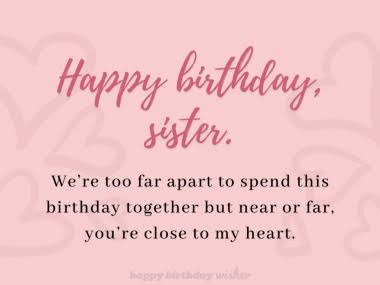 Happy birthday,
sister.
We’re too far apart to spend this
birthday together but near or far,
you’re close to my heart.
happy birthday wisher